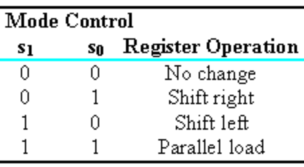 Mode Control
s1 s0 Register Operation
0 0 No change
0 1 Shift right
1 0 Shift left
1 1 Parallel load